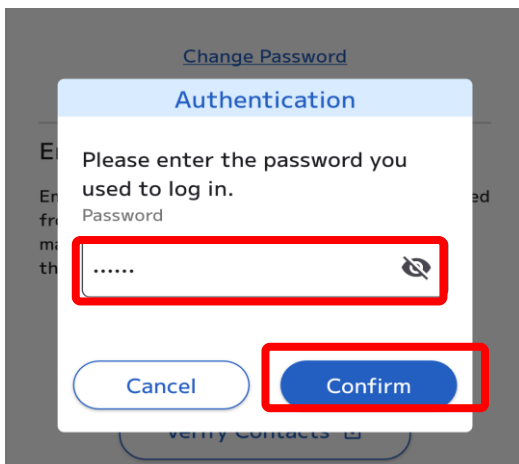 Change Password
Authentication
Please enter the password you
used to log in.
Password
......
Cancel
Confirm
Verify Contacts